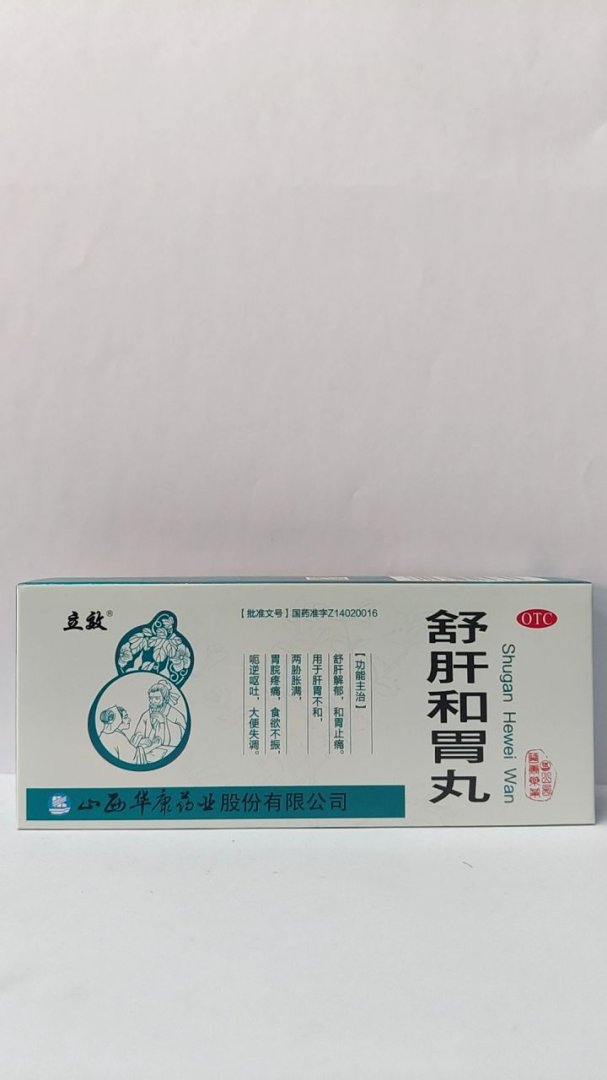 立效®
【批准文号】国药准字Z14020016
【功能主治】
舒肝解郁，和胃止痛。
用于肝胃不和，
两胁胀满，
胃脘疼痛，食欲不振，
呃逆呕吐，大便失调。
舒肝和胃丸
Shugan Hewei Wan
OTC
山西华康药业股份有限公司